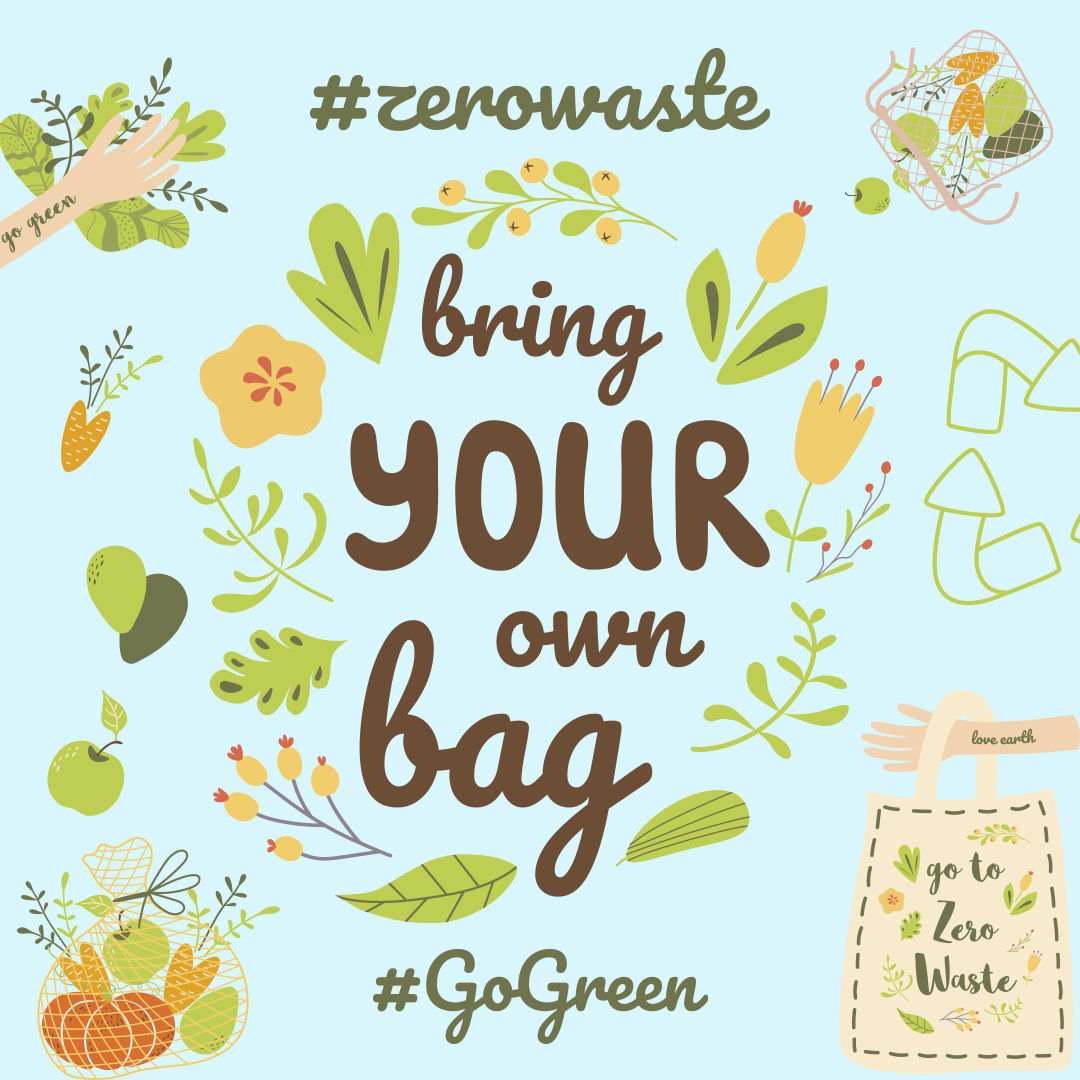 #zerowaste
go green
bring
YOUR
own
bag
love earth
go to
Zero
Waste
#GoGreen